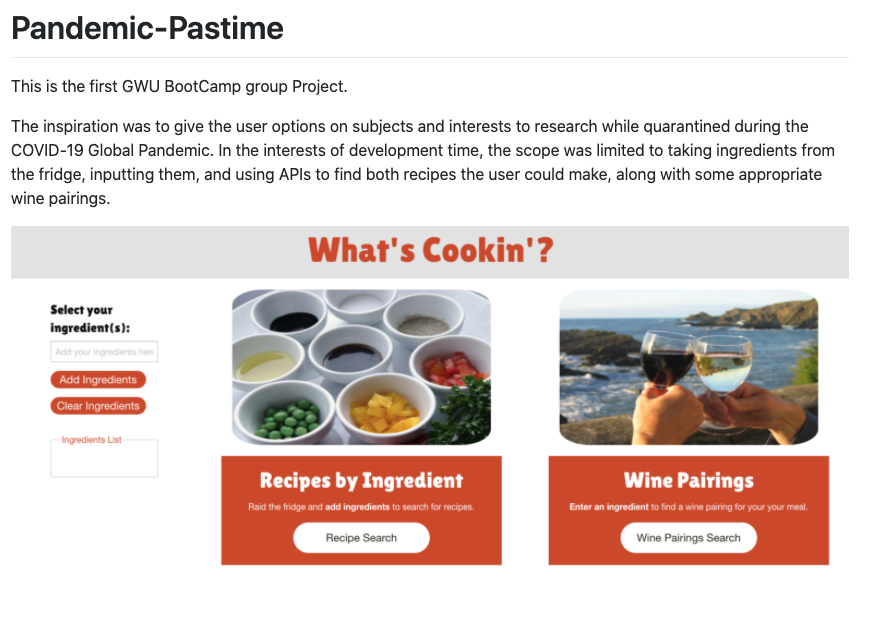 Pandemic-Pastime
This is the first GWU BootCamp group Project.
The inspiration was to give the user options on subjects and interests to research while quarantined during the
COVID-19 Global Pandemic. In the interests of development time, the scope was limited to taking ingredients from
the fridge, inputting them, and using APIs to find both recipes the user could make, along with some appropriate
wine pairings.
What's Cookin'?
Select your
ingredient(s):
Add your ingredients her
Add Ingredients
Clear Ingredients
Ingredients List
Recipes by Ingredient
Raid the fridge and add ingredients to search for recipes.
Recipe Search
Wine Pairings
Enter an ingredient to find a wine pairing for your your meal.
Wine Pairings Search